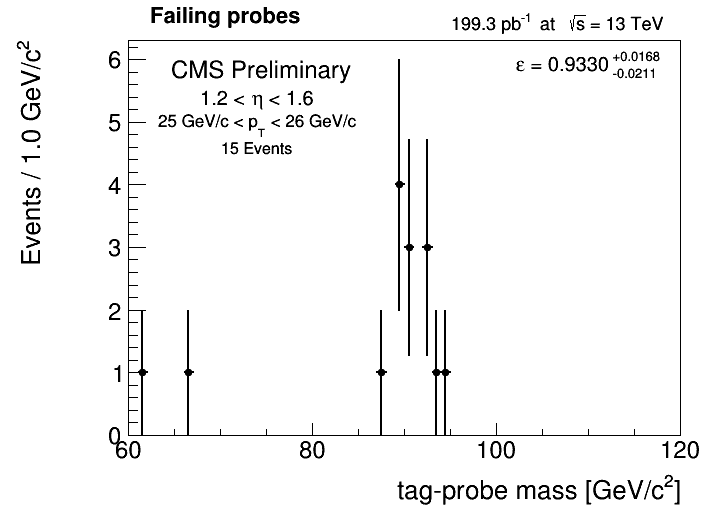 Failing probes
199.3 pb⁻¹ at √s = 13 TeV
CMS Preliminary
1.2 < η < 1.6
25 GeV/c < p_T < 26 GeV/c
15 Events
ε = 0.9330 +0.0168 -0.0211
Events / 1.0 GeV/c²
6
5
4
3
2
1
0
60 80 100 120
tag-probe mass [GeV/c²]